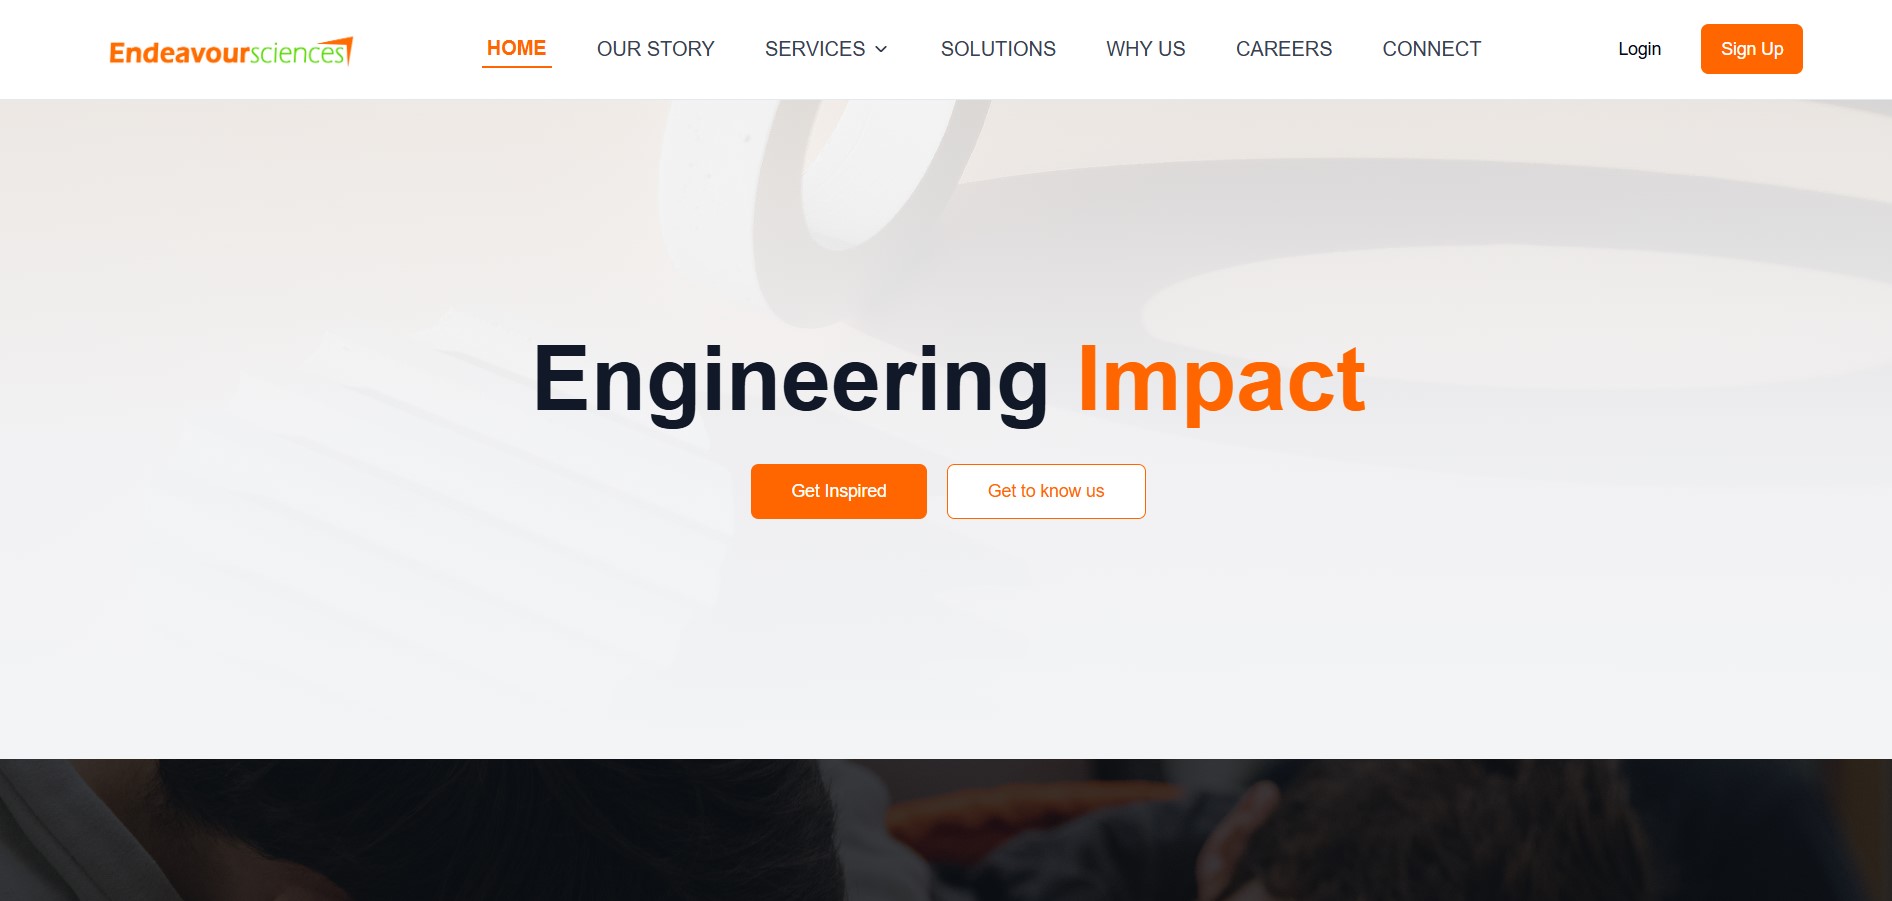 Endeavoursciences
HOME OUR STORY SERVICES SOLUTIONS WHY US CAREERS CONNECT Login Sign Up
Engineering Impact
Get Inspired Get to know us